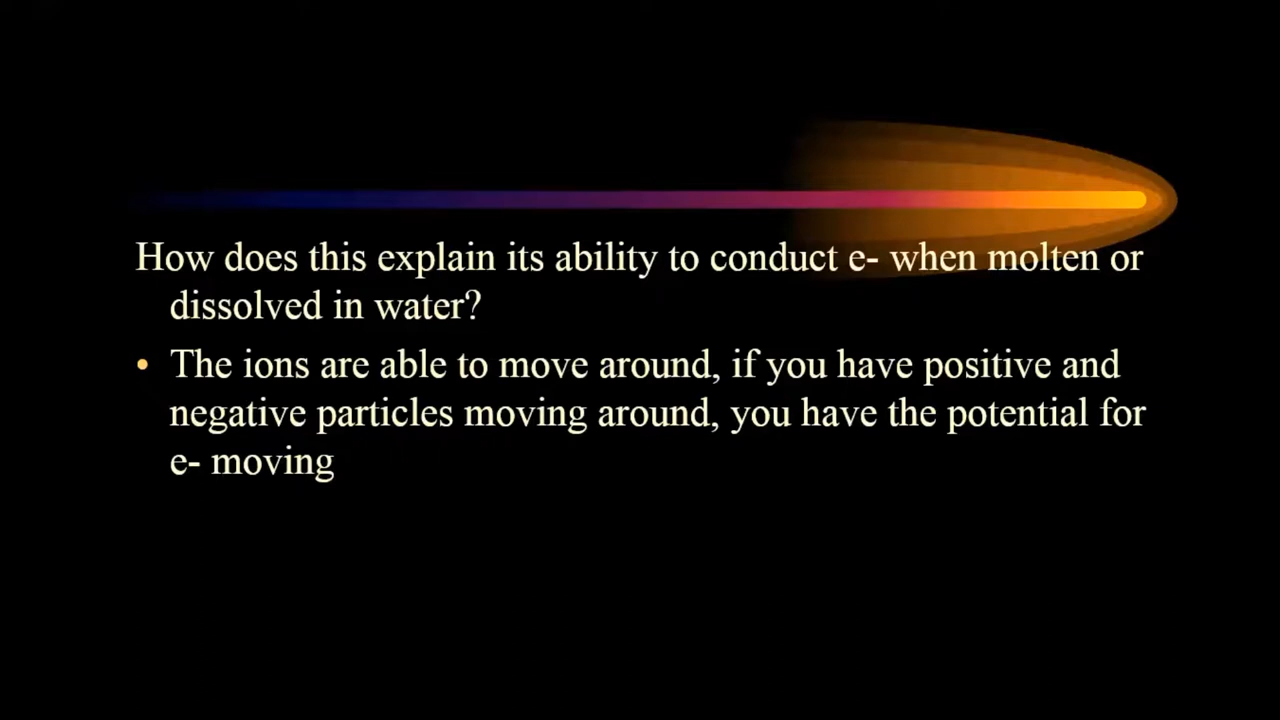 How does this explain its ability to conduct e- when molten or
dissolved in water?
• The ions are able to move around, if you have positive and
negative particles moving around, you have the potential for
e- moving